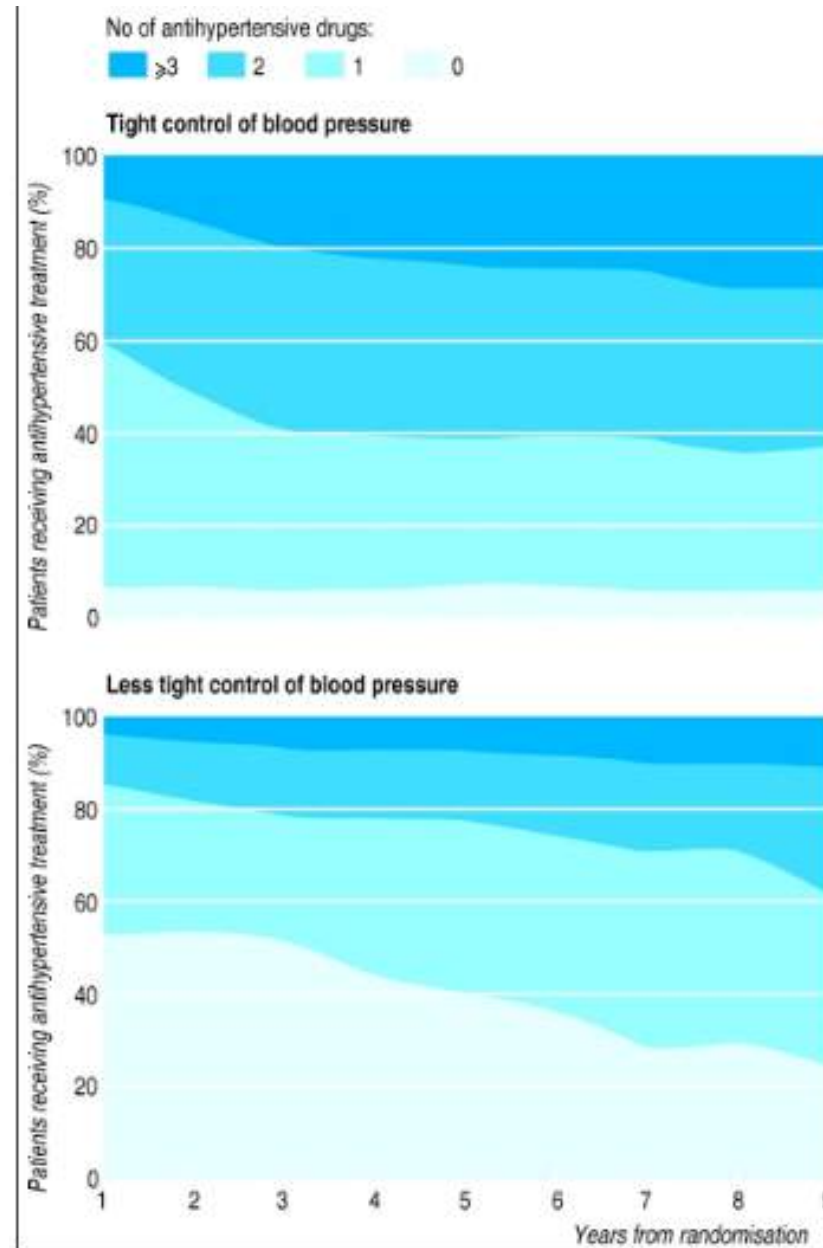 No of antihypertensive drugs:
⩾3 2 1 0
Tight control of blood pressure
Patients receiving antihypertensive treatment (%)
100
80
60
40
20
0
Less tight control of blood pressure
Patients receiving antihypertensive treatment (%)
100
80
60
40
20
0
1 2 3 4 5 6 7 8
Years from randomisation